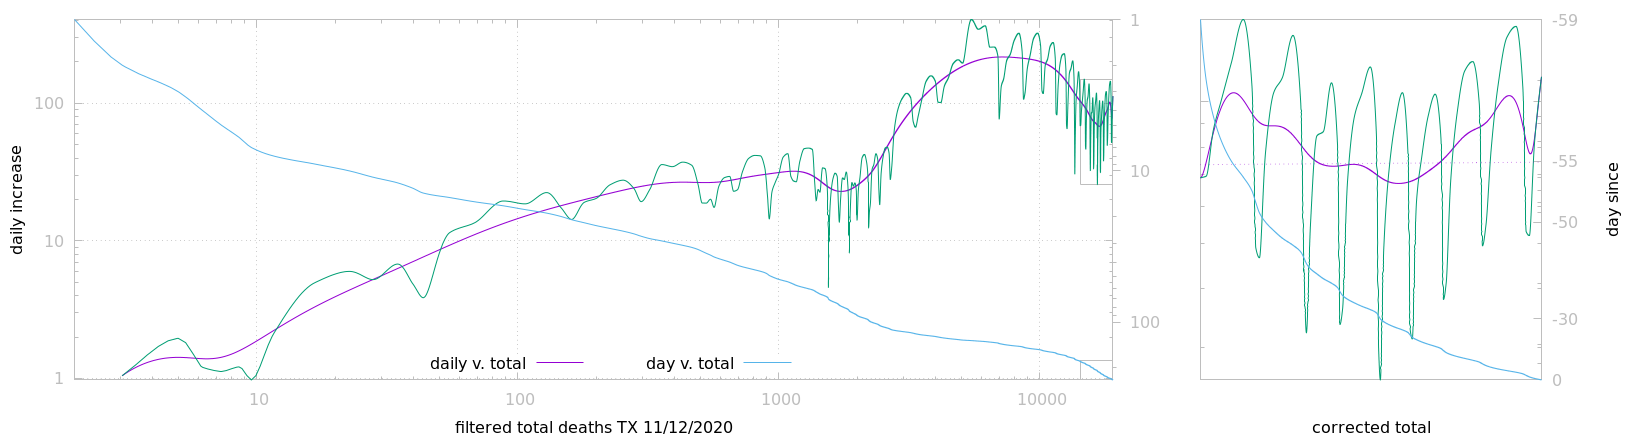 daily increase
100
10
1
10
100
1000
10000
1
10
100
daily v. total
day v. total
filtered total deaths TX 11/12/2020
-59
-55
-50
-30
0
day since
corrected total